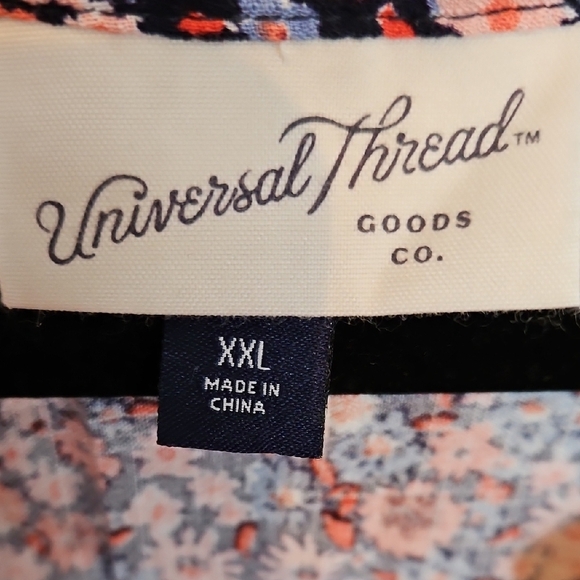 Universal Thread™
GOODS
CO.
XXL
MADE IN
CHINA